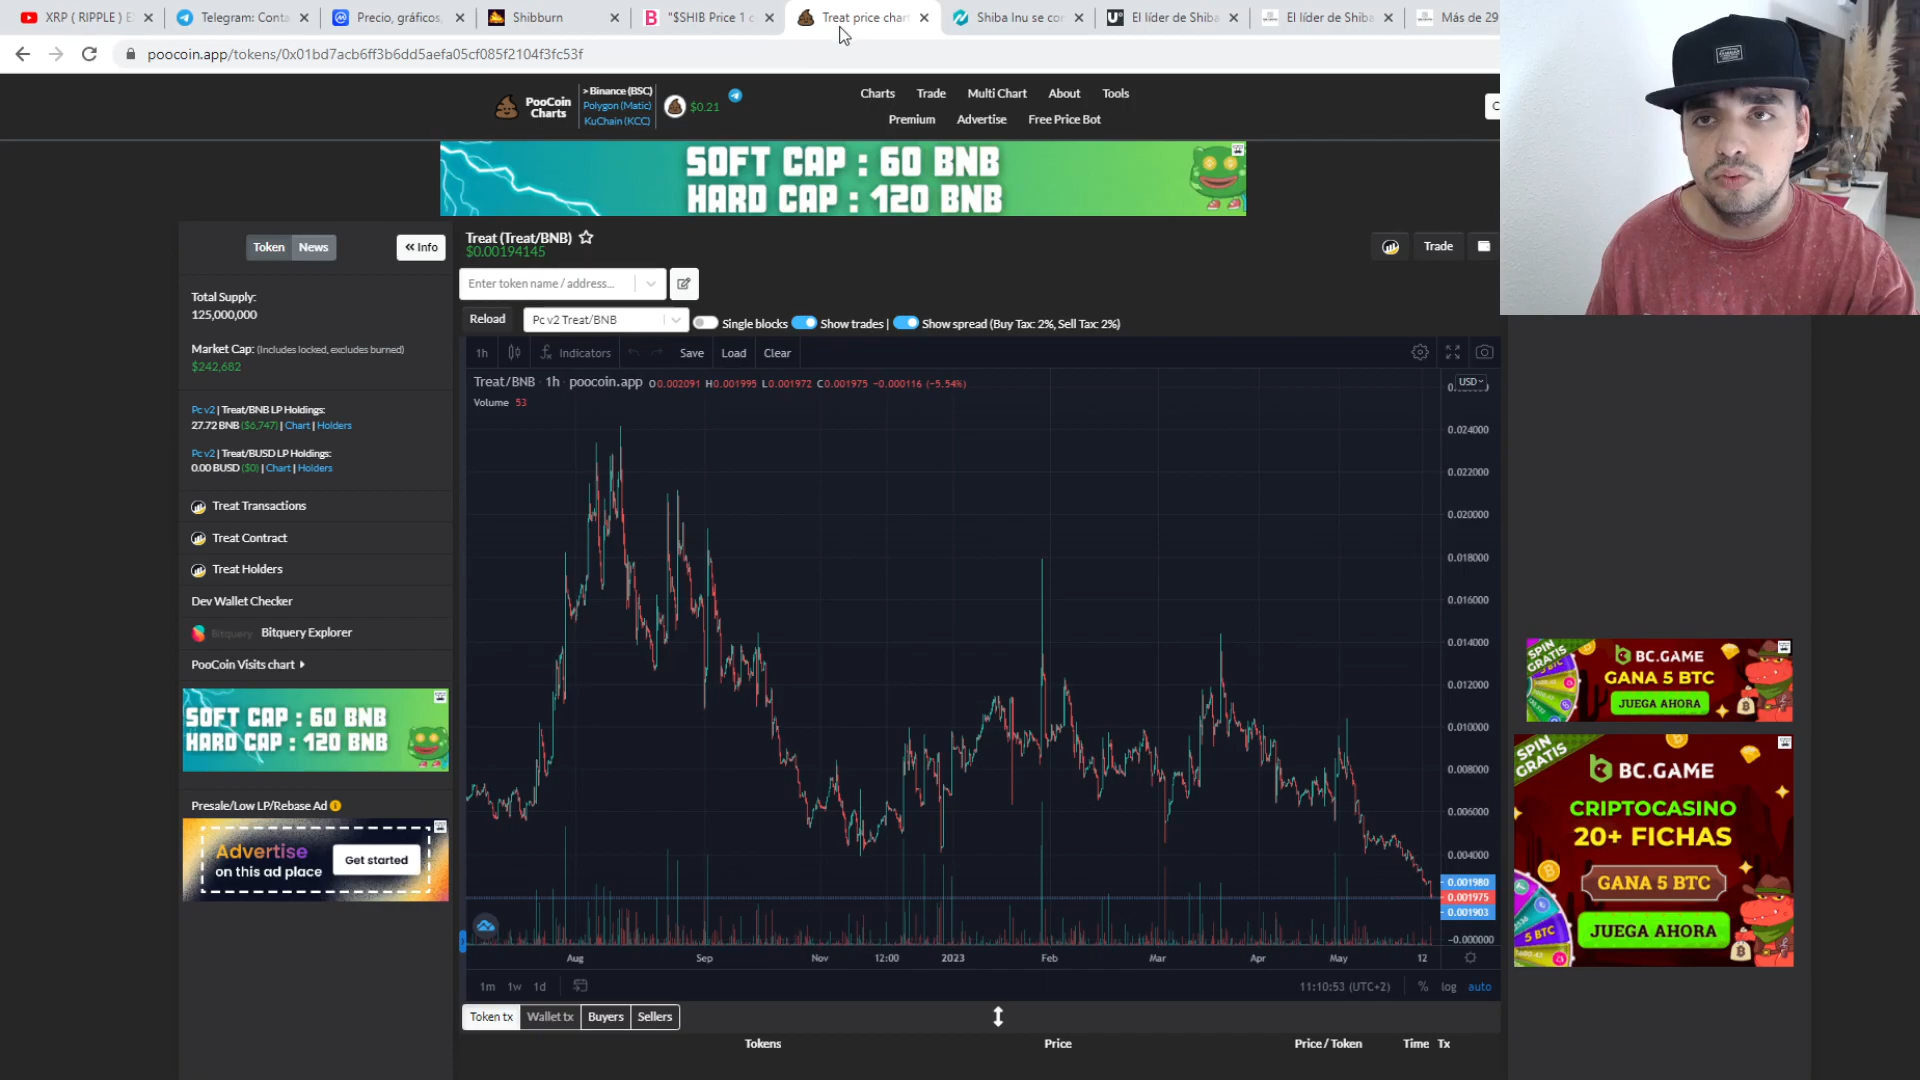 XRP ( RIPPLE ) E
Telegram: Conta
Precio, gráficos,
Shibburn
"$SHIB Price 1 c
Treat price char
Shiba Inu se co
El líder de Shiba
El líder de Shiba
Más de 29
poocoin.app/tokens/0x01bd7acb6ff3b6dd5aefa05cf085f2104f3fc53f
PooCoin
Charts
> Binance (BSC)
Polygon (Matic)
KuChain (KCC)
$0.21
Charts Trade Multi Chart About Tools
Premium Advertise Free Price Bot
SOFT CAP : 60 BNB
HARD CAP : 120 BNB
Token News
« Info
Treat (Treat/BNB)
$0.00194145
Trade
Total Supply:
125,000,000
Market Cap: (Includes locked, excludes burned)
$242,682
Pc v2 | Treat/BNB LP Holdings:
27.72 BNB ($6,747) | Chart | Holders
Pc v2 | Treat/BUSD LP Holdings:
0.00 BUSD ($0) | Chart | Holders
Treat Transactions
Treat Contract
Treat Holders
Dev Wallet Checker
Bitquery Bitquery Explorer
PooCoin Visits chart
SOFT CAP : 60 BNB
HARD CAP : 120 BNB
Presale/Low LP/Rebase Ad
Advertise
on this ad place
Get started
Enter token name / address...
Reload
Pc v2 Treat/BNB
Single blocks
Show trades |
Show spread (Buy Tax: 2%, Sell Tax: 2%)
1h
Indicators
Save
Load
Clear
Treat/BNB · 1h · poocoin.app O0.002091 H0.001995 L0.001972 C0.001975 −0.000116 (−5.54%)
Volume 53
USD
0.024000
0.022000
0.020000
0.018000
0.016000
0.014000
0.012000
0.010000
0.008000
0.006000
0.004000
0.001980
0.001975
0.001903
−0.000000
Aug Sep Nov 12:00 2023 Feb Mar Apr May 12
1m 1w 1d
11:10:53 (UTC+2)
% log auto
Token tx Wallet tx Buyers Sellers
Tokens Price Price / Token Time Tx
SPIN
GRATIS
BC.GAME
GANA 5 BTC
JUEGA AHORA
SPIN
GRATIS
BC.GAME
CRIPTOCASINO
20+ FICHAS
GANA 5 BTC
JUEGA AHORA
5 BTC